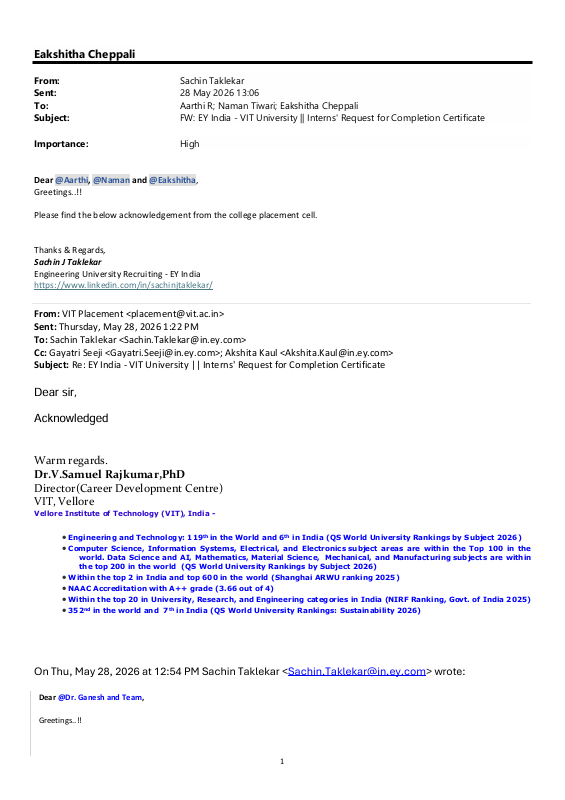 Eakshitha Cheppali
From: Sachin Taklekar
Sent: 28 May 2026 13:06
To: Aarthi R; Naman Tiwari; Eakshitha Cheppali
Subject: FW: EY India - VIT University || Interns' Request for Completion Certificate
Importance: High
Dear @Aarthi, @Naman and @Eakshitha,
Greetings..!!
Please find the below acknowledgement from the college placement cell.
Thanks & Regards,
Sachin J Taklekar
Engineering University Recruiting - EY India
https://www.linkedin.com/in/sachinjtaklekar/
From: VIT Placement <placement@vit.ac.in>
Sent: Thursday, May 28, 2026 1:22 PM
To: Sachin Taklekar <Sachin.Taklekar@in.ey.com>
Cc: Gayatri Seeji <Gayatri.Seeji@in.ey.com>; Akshita Kaul <Akshita.Kaul@in.ey.com>
Subject: Re: EY India - VIT University || Interns' Request for Completion Certificate
Dear sir,
Acknowledged
Warm regards.
Dr.V.Samuel Rajkumar,PhD
Director(Career Development Centre)
VIT, Vellore
Vellore Institute of Technology (VIT), India -
• Engineering and Technology: 119th in the World and 6th in India (QS World University Rankings by Subject 2026)
• Computer Science, Information Systems, Electrical, and Electronics subject areas are within the Top 100 in the
world. Data Science and AI, Mathematics, Material Science, Mechanical, and Manufacturing subjects are within
the top 200 in the world (QS World University Rankings by Subject 2026)
• Within the top 2 in India and top 600 in the world (Shanghai ARWU ranking 2025)
• NAAC Accreditation with A++ grade (3.66 out of 4)
• Within the top 20 in University, Research, and Engineering categories in India (NIRF Ranking, Govt. of India 2025)
• 352nd in the world and 7th in India (QS World University Rankings: Sustainability 2026)
On Thu, May 28, 2026 at 12:54 PM Sachin Taklekar <Sachin.Taklekar@in.ey.com> wrote:
Dear @Dr. Ganesh and Team,
Greetings..!!
1